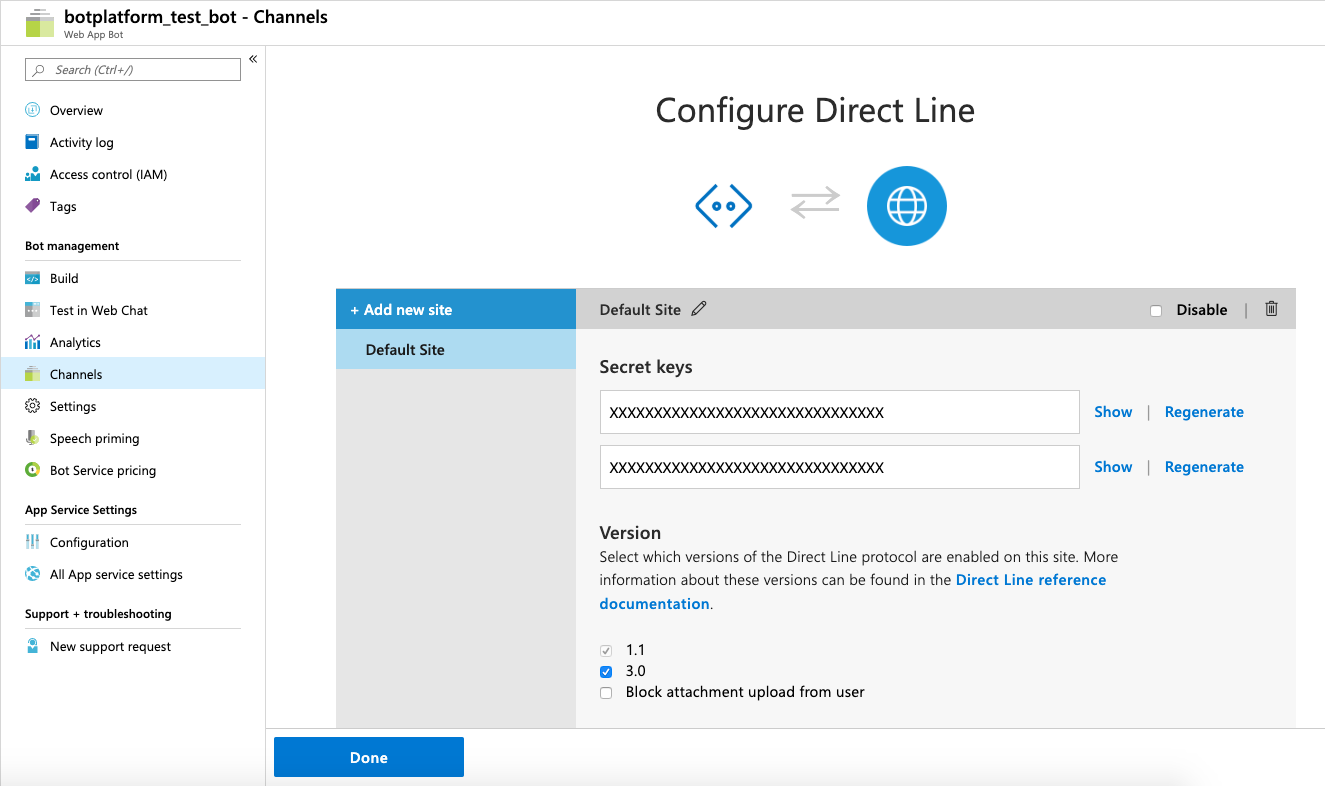 botplatform_test_bot - Channels
Web App Bot
Search (Ctrl+/)
«
Overview
Activity log
Access control (IAM)
Tags
Bot management
Build
Test in Web Chat
Analytics
Channels
Settings
Speech priming
Bot Service pricing
App Service Settings
Configuration
All App service settings
Support + troubleshooting
New support request
Configure Direct Line
+ Add new site
Default Site
Default Site
Disable |
Secret keys
XXXXXXXXXXXXXXXXXXXXXXXXXXXXXXX Show | Regenerate
XXXXXXXXXXXXXXXXXXXXXXXXXXXXXXX Show | Regenerate
Version
Select which versions of the Direct Line protocol are enabled on this site. More
information about these versions can be found in the Direct Line reference
documentation.
1.1
3.0
Block attachment upload from user
Done